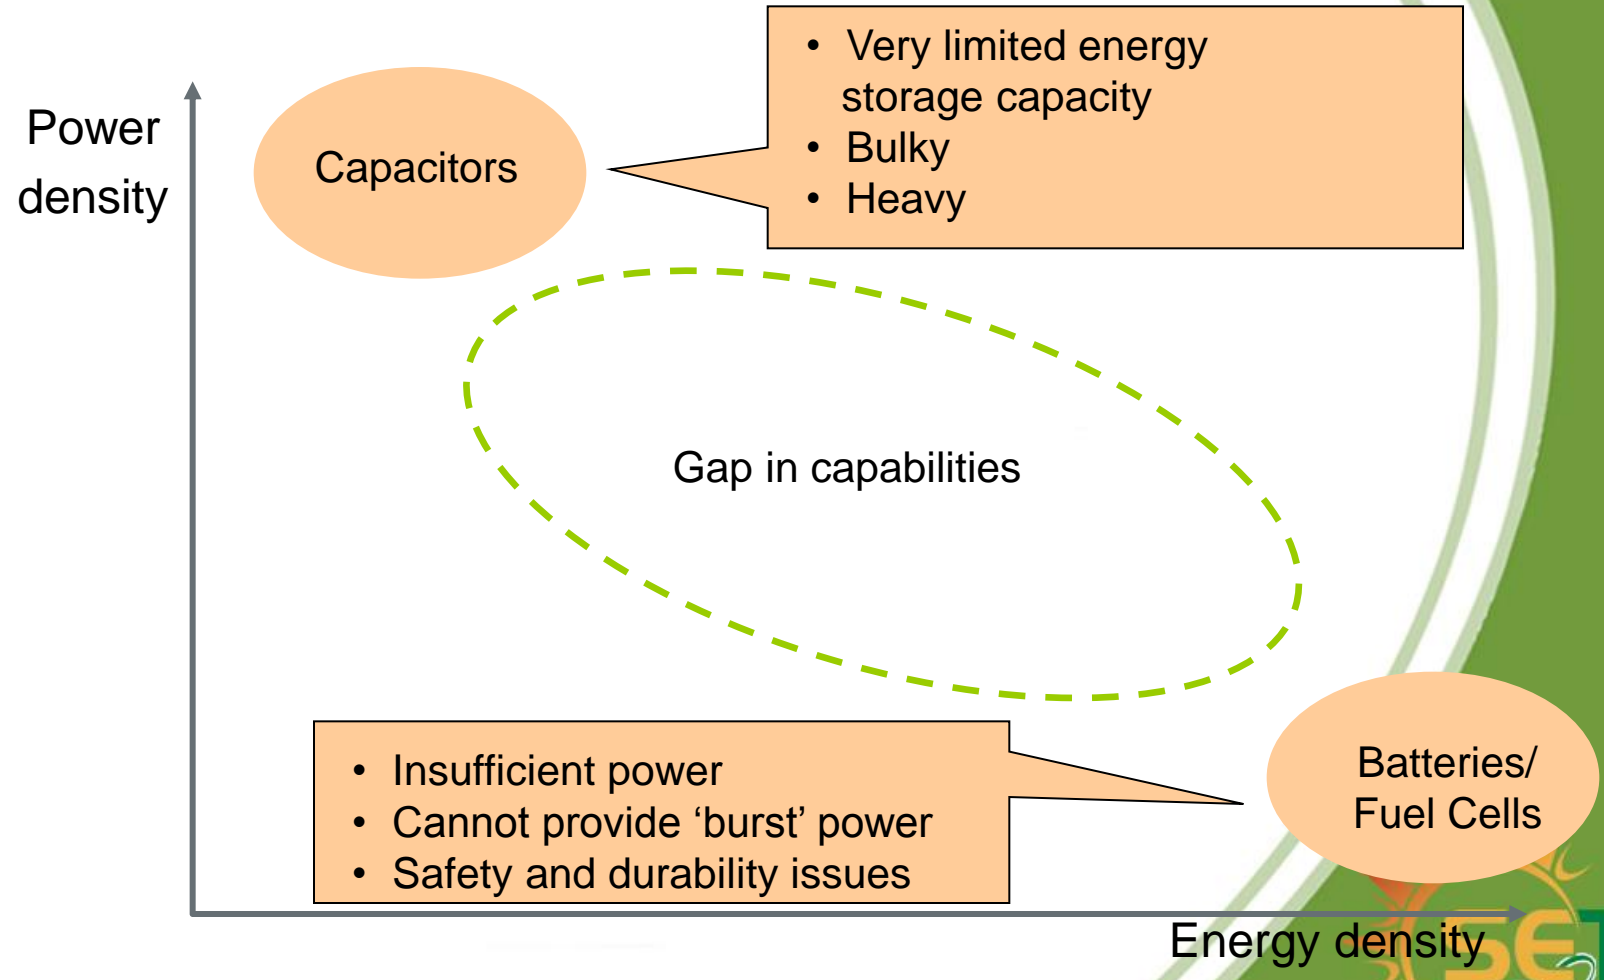 Power
density
Capacitors
• Very limited energy
storage capacity
• Bulky
• Heavy
Gap in capabilities
• Insufficient power
• Cannot provide ‘burst’ power
• Safety and durability issues
Batteries/
Fuel Cells
Energy density
SE